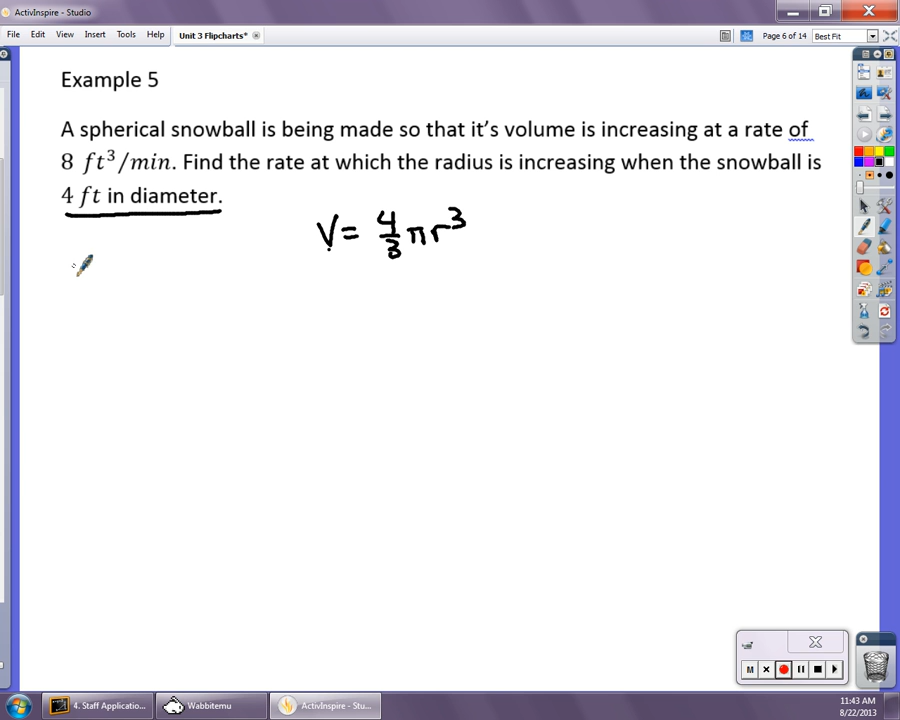 ActivInspire - Studio
File Edit View Insert Tools Help Unit 3 Flipcharts* Page 6 of 14 Best Fit
Example 5
A spherical snowball is being made so that it's volume is increasing at a rate of
8 ft³/min. Find the rate at which the radius is increasing when the snowball is
4 ft in diameter.
V = 4/3 πr³
M
4. Staff Applicatio... Wabbitemu ActivInspire - Stud...
11:43 AM
8/22/2013